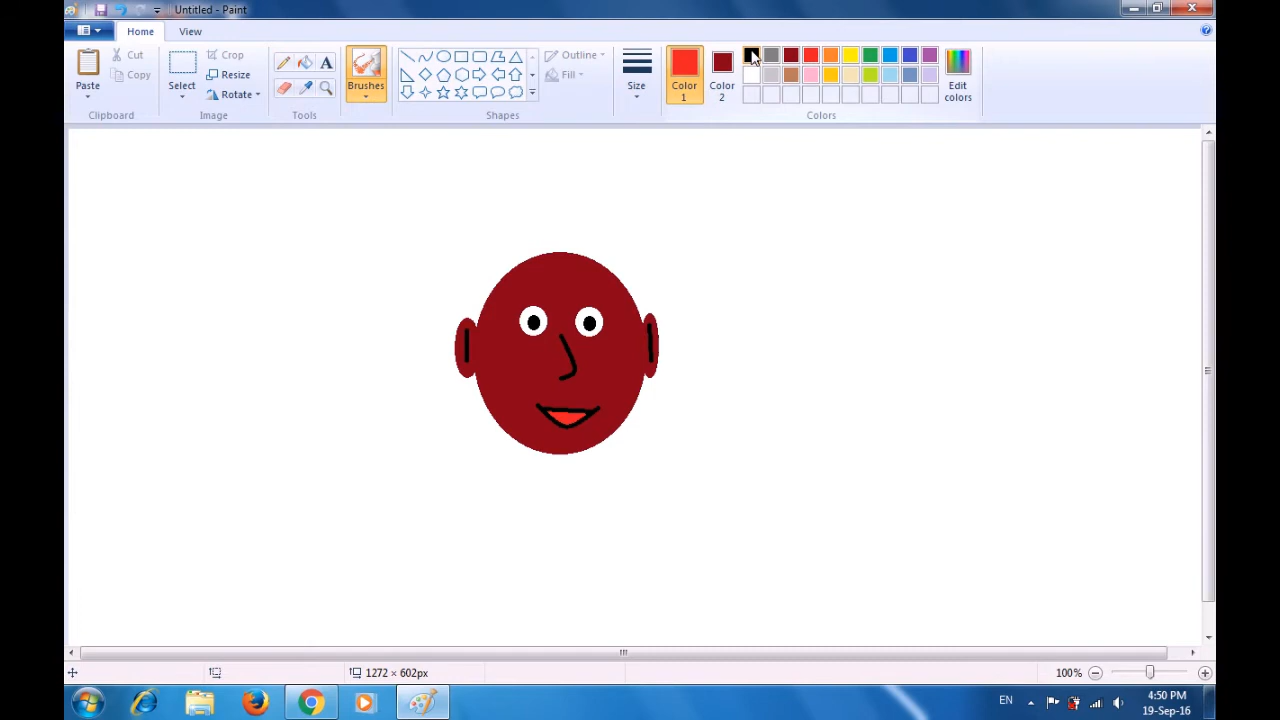 Untitled - Paint
Home View
Paste Cut Copy
Clipboard
Select Crop Resize Rotate
Image
A
Tools
Brushes
Outline
Fill
Shapes
Size
Color 1
Color 2
Edit colors
Colors
1272 × 602px
100%
EN
4:50 PM
19-Sep-16